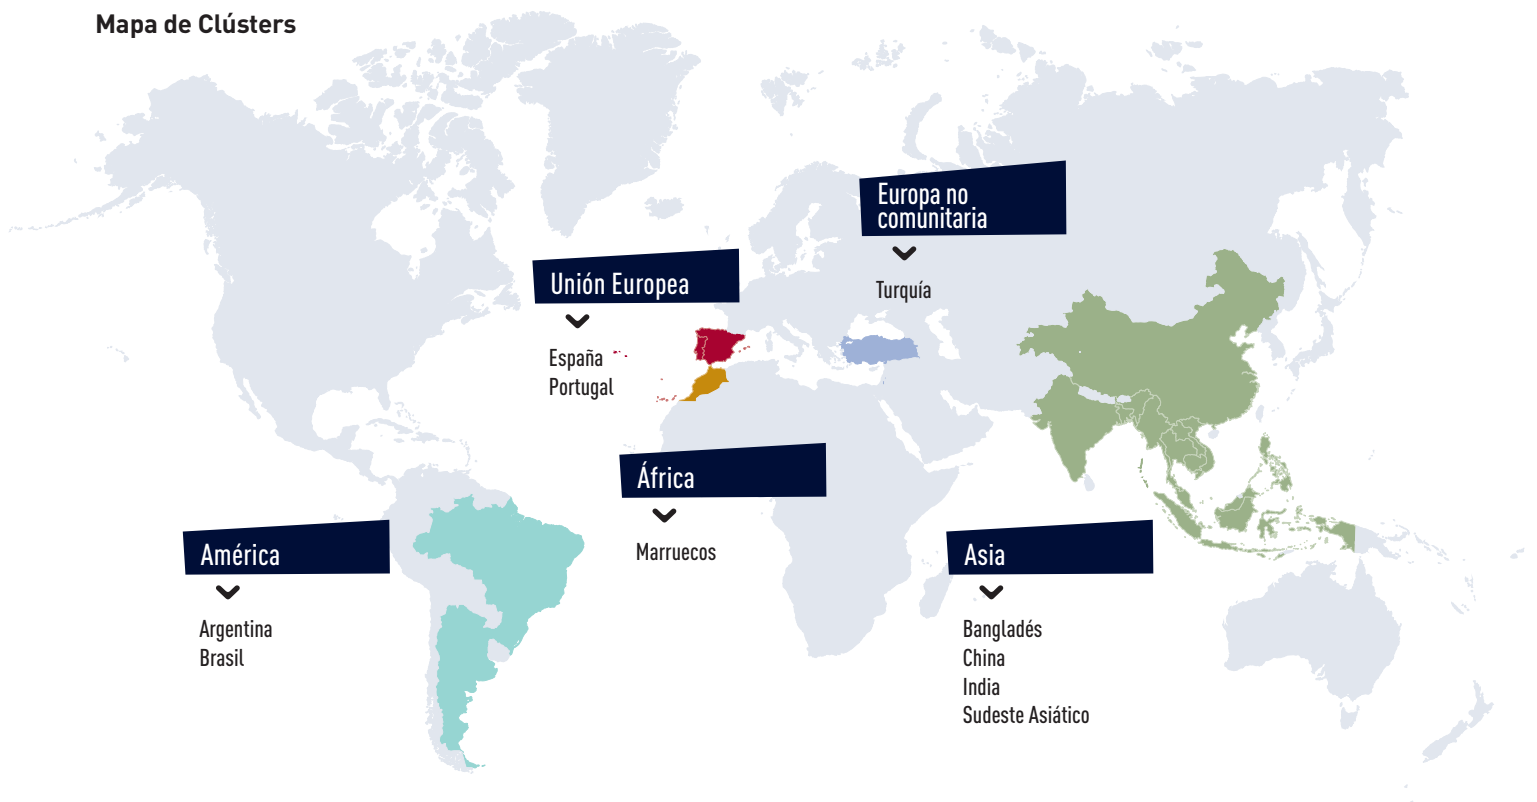 Mapa de Clústers
Europa no
comunitaria
Turquía
Unión Europea
España
Portugal
África
Marruecos
América
Argentina
Brasil
Asia
Bangladés
China
India
Sudeste Asiático